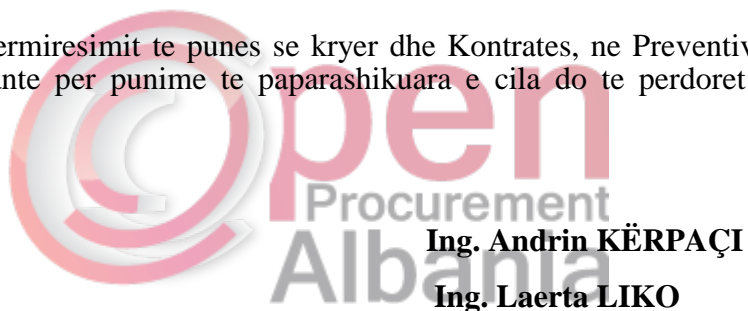 ermiresimit te punes se kryer dhe Kontrates, ne Preventiv
ante per punime te paparashikuara e cila do te perdoret
Open
Procurement
Albania
Ing. Andrin KËRPAÇI
Ing. Laerta LIKO